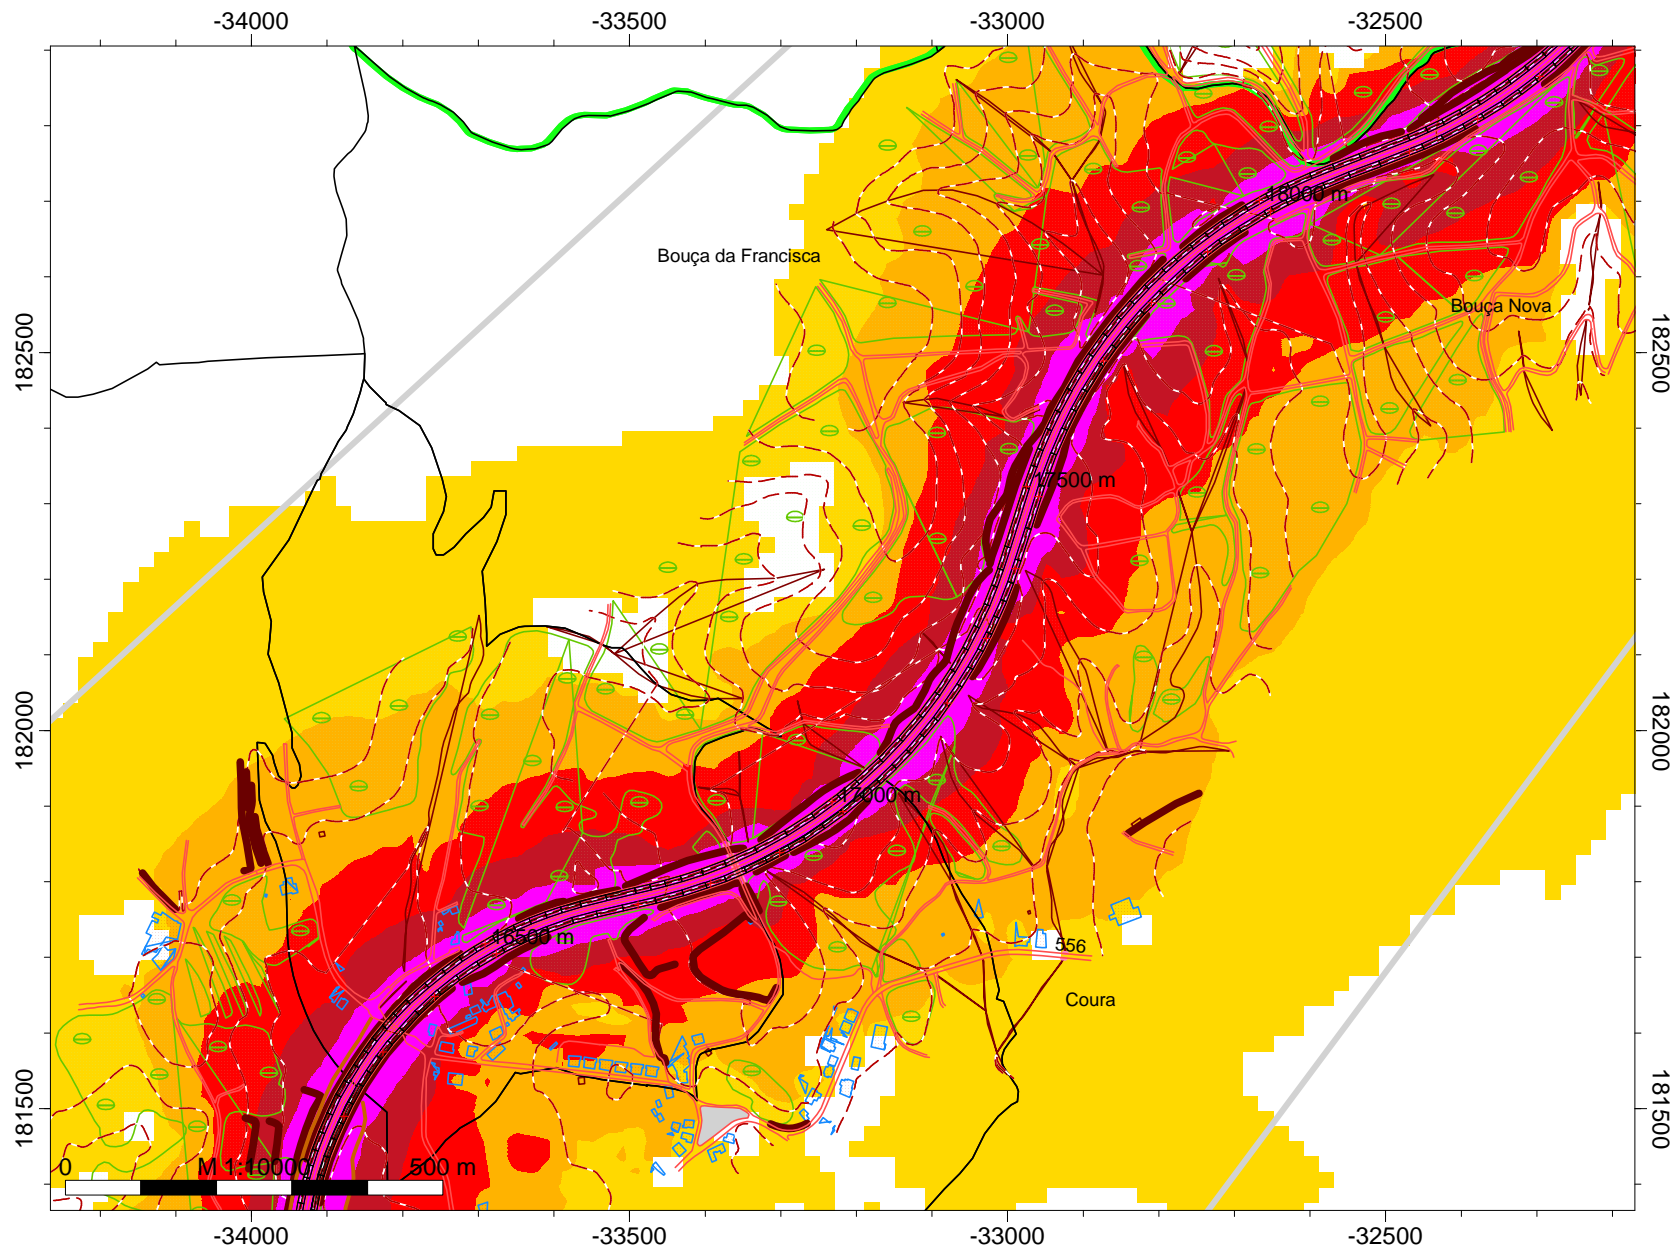 -34000 -33500 -33000 -32500
18000 m
Bouça da Francisca
Bouça Nova
182500 182500
17500 m
182000 182000
17000 m
16500 m
556
Coura
181500 181500
0 M 1:10000 500 m
-34000 -33500 -33000 -32500